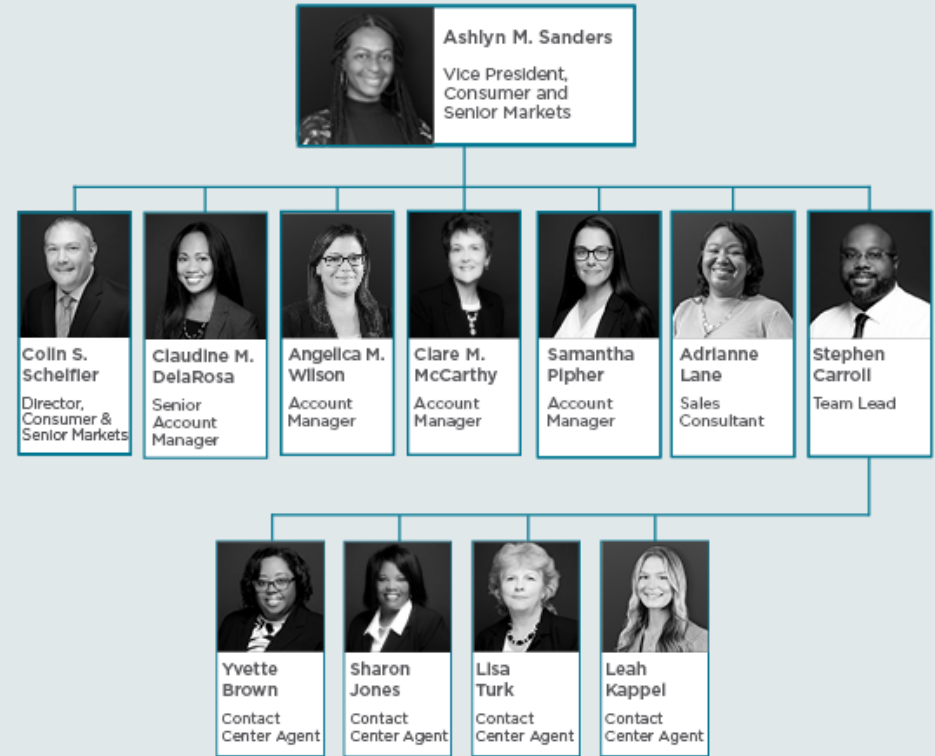 Ashlyn M. Sanders
Vice President,
Consumer and
Senior Markets
Colin S.
Scheifler
Director,
Consumer &
Senior Markets
Claudine M.
DelaRosa
Senior
Account
Manager
Angelica M.
Wilson
Account
Manager
Clare M.
McCarthy
Account
Manager
Samantha
Pipher
Account
Manager
Adrianne
Lane
Sales
Consultant
Stephen
Carroll
Team Lead
Yvette
Brown
Contact
Center Agent
Sharon
Jones
Contact
Center Agent
Lisa
Turk
Contact
Center Agent
Leah
Kappel
Contact
Center Agent